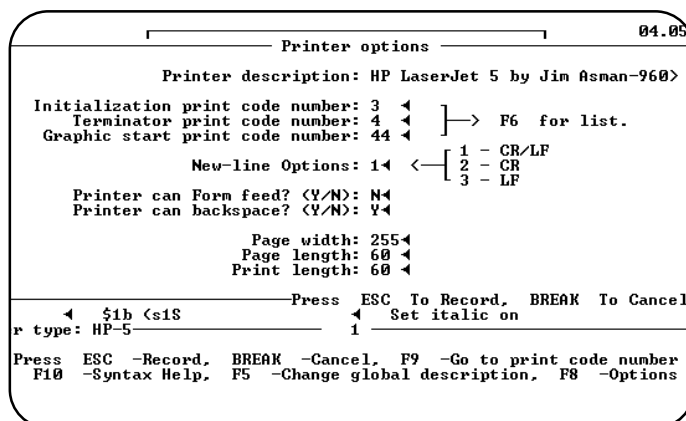 04.05
Printer options
Printer description: HP LaserJet 5 by Jim Asman-960>
Initialization print code number: 3
Terminator print code number: 4
Graphic start print code number: 44
F6 for list.
New-line Options: 1
1 - CR/LF
2 - CR
3 - LF
Printer can Form feed? (Y/N): N
Printer can backspace? (Y/N): Y
Page width: 255
Page length: 60
Print length: 60
Press ESC To Record, BREAK To Cancel
$1b (s1S Set italic on
r type: HP-5 1
Press ESC -Record, BREAK -Cancel, F9 -Go to print code number
F10 -Syntax Help, F5 -Change global description, F8 -Options